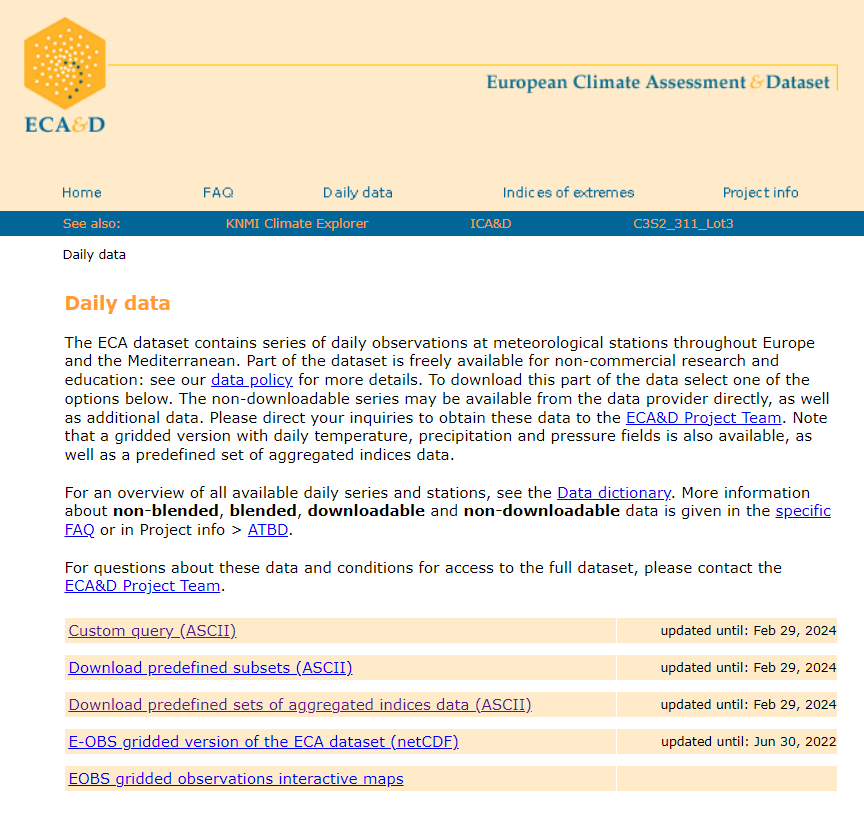 European Climate Assessment & Dataset
ECA&D
Home FAQ Daily data Indices of extremes Project info
See also: KNMI Climate Explorer ICA&D C3S2_311_Lot3
Daily data
Daily data
The ECA dataset contains series of daily observations at meteorological stations throughout Europe
and the Mediterranean. Part of the dataset is freely available for non-commercial research and
education: see our data policy for more details. To download this part of the data select one of the
options below. The non-downloadable series may be available from the data provider directly, as well
as additional data. Please direct your inquiries to obtain these data to the ECA&D Project Team. Note
that a gridded version with daily temperature, precipitation and pressure fields is also available, as
well as a predefined set of aggregated indices data.
For an overview of all available daily series and stations, see the Data dictionary. More information
about non-blended, blended, downloadable and non-downloadable data is given in the specific
FAQ or in Project info > ATBD.
For questions about these data and conditions for access to the full dataset, please contact the
ECA&D Project Team.
Custom query (ASCII) updated until: Feb 29, 2024
Download predefined subsets (ASCII) updated until: Feb 29, 2024
Download predefined sets of aggregated indices data (ASCII) updated until: Feb 29, 2024
E-OBS gridded version of the ECA dataset (netCDF) updated until: Jun 30, 2022
EOBS gridded observations interactive maps